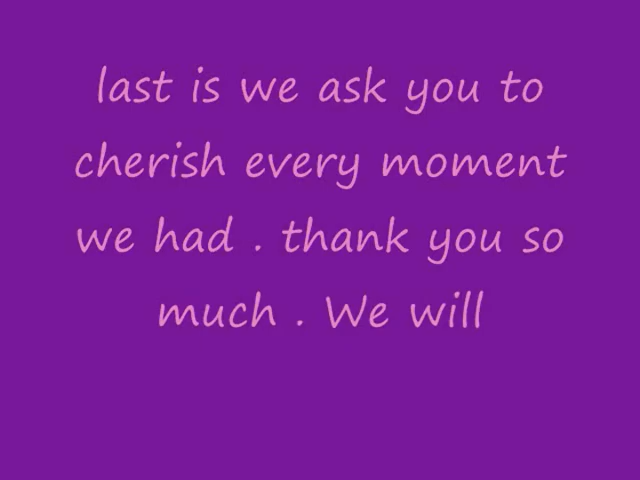 last is we ask you to
cherish every moment
we had . thank you so
much . We will